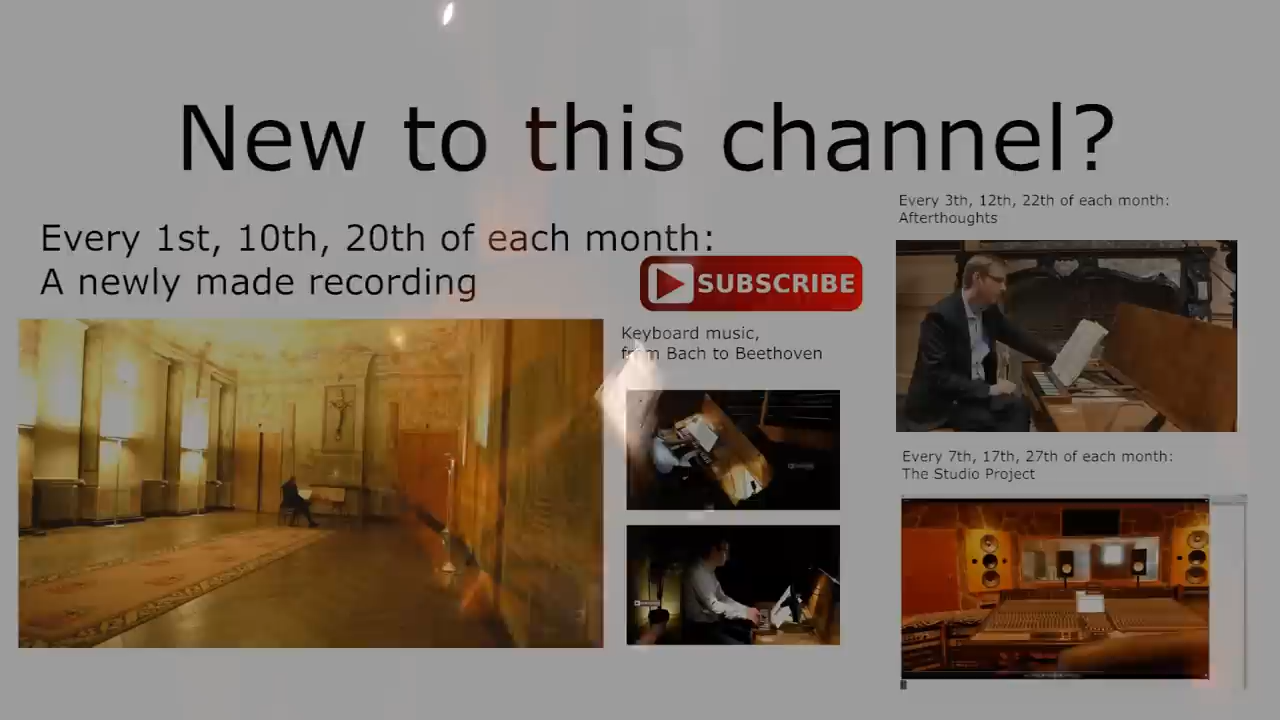 New to this channel?
Every 1st, 10th, 20th of each month:
A newly made recording
SUBSCRIBE
Keyboard music,
from Bach to Beethoven
Every 3th, 12th, 22th of each month:
Afterthoughts
Every 7th, 17th, 27th of each month:
The Studio Project